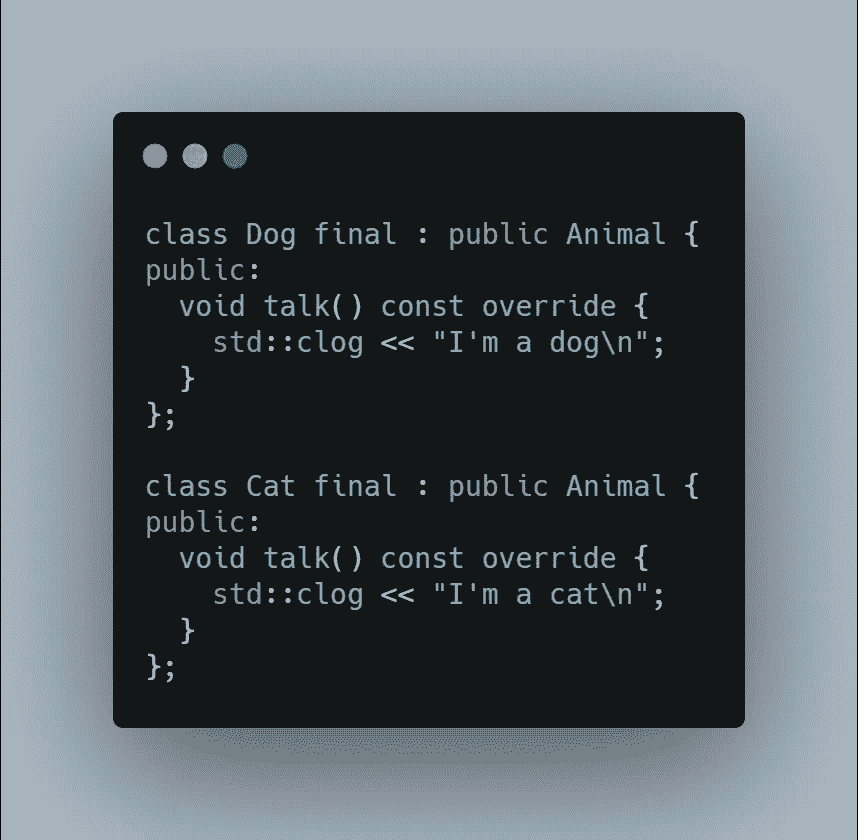 class Dog final : public Animal {
public:
  void talk() const override {
    std::clog << "I'm a dog\n";
  }
};

class Cat final : public Animal {
public:
  void talk() const override {
    std::clog << "I'm a cat\n";
  }
};